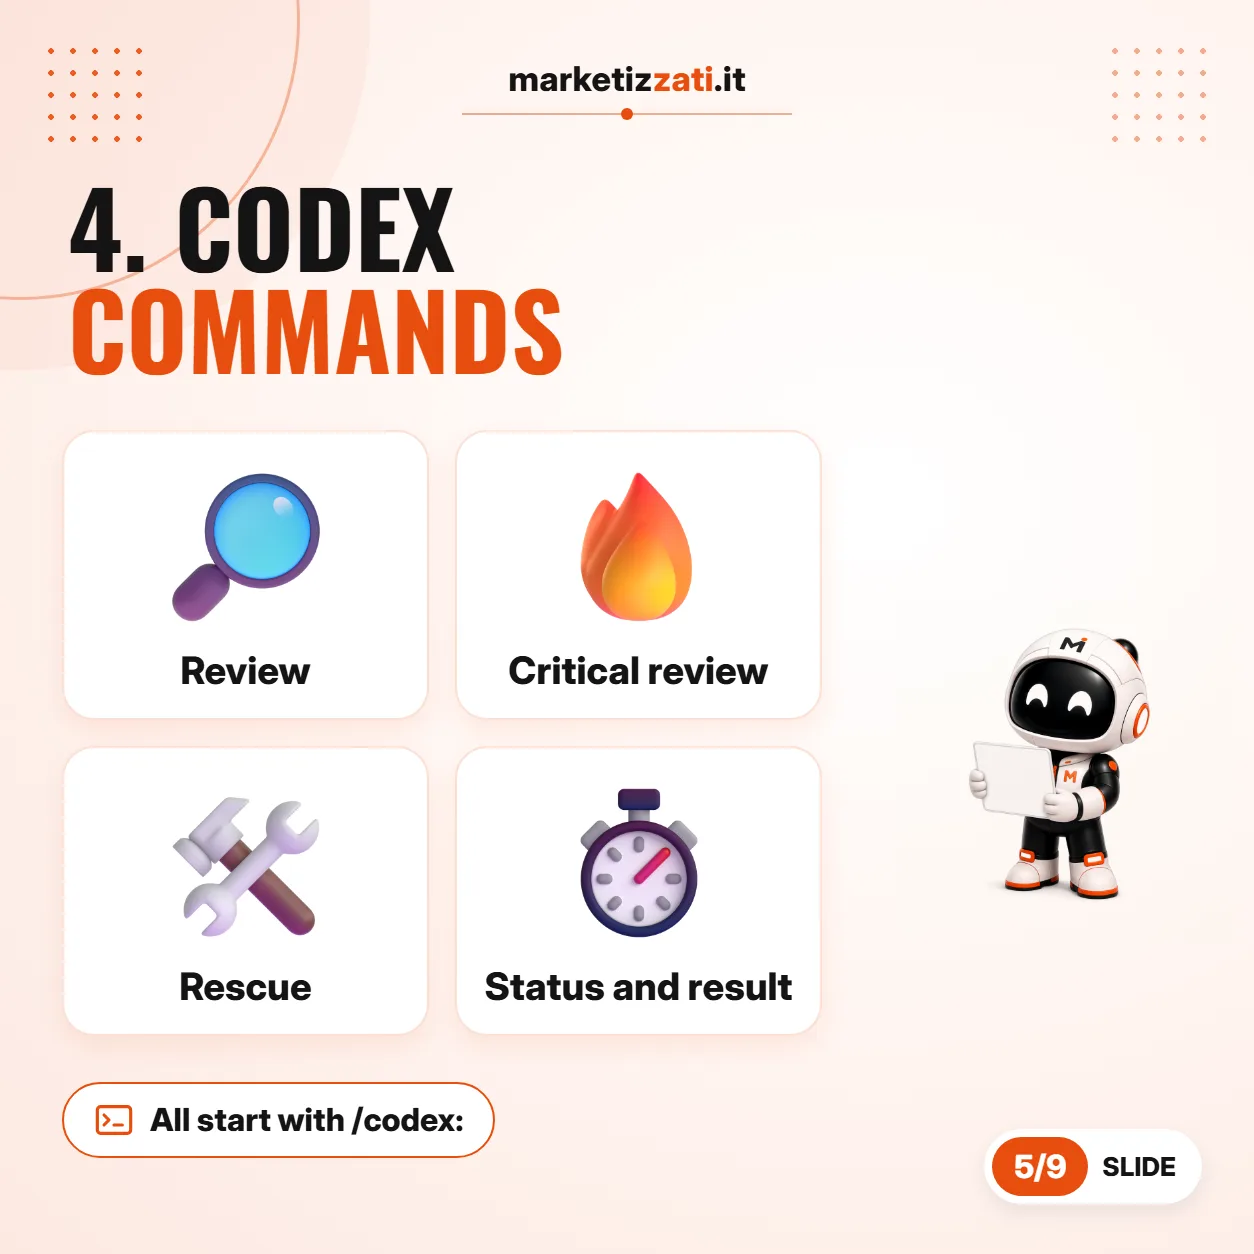 marketizzati.it
4. CODEX
COMMANDS
Review
Critical review
Rescue
Status and result
All start with /codex:
5/9 SLIDE
M
M